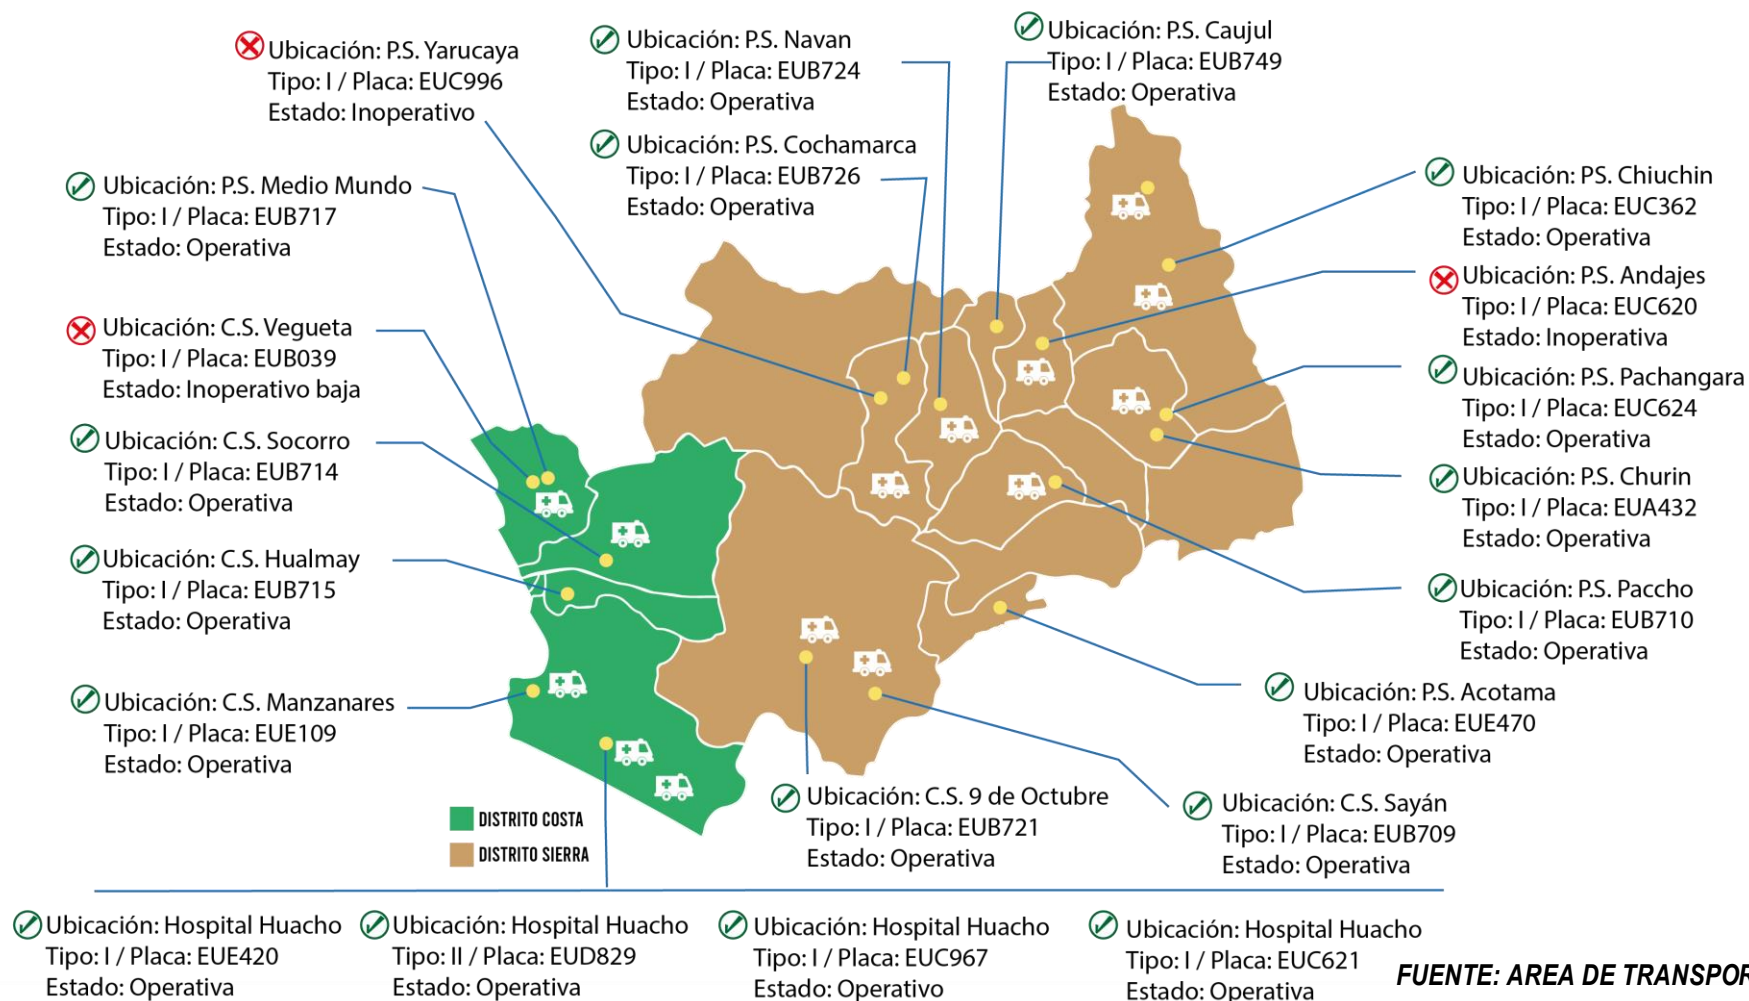 Ubicación: P.S. Yarucaya
Tipo: I / Placa: EUC996
Estado: Inoperativo
Ubicación: P.S. Navan
Tipo: I / Placa: EUB724
Estado: Operativa
Ubicación: P.S. Caujul
Tipo: I / Placa: EUB749
Estado: Operativa
Ubicación: P.S. Cochamarca
Tipo: I / Placa: EUB726
Estado: Operativa
Ubicación: P.S. Medio Mundo
Tipo: I / Placa: EUB717
Estado: Operativa
Ubicación: PS. Chiuchin
Tipo: I / Placa: EUC362
Estado: Operativa
Ubicación: P.S. Andajes
Tipo: I / Placa: EUC620
Estado: Inoperativa
Ubicación: C.S. Vegueta
Tipo: I / Placa: EUB039
Estado: Inoperativo baja
Ubicación: P.S. Pachangara
Tipo: I / Placa: EUC624
Estado: Operativa
Ubicación: C.S. Socorro
Tipo: I / Placa: EUB714
Estado: Operativa
Ubicación: P.S. Churin
Tipo: I / Placa: EUA432
Estado: Operativa
Ubicación: C.S. Hualmay
Tipo: I / Placa: EUB715
Estado: Operativa
Ubicación: P.S. Paccho
Tipo: I / Placa: EUB710
Estado: Operativa
Ubicación: C.S. Manzanares
Tipo: I / Placa: EUE109
Estado: Operativa
Ubicación: P.S. Acotama
Tipo: I / Placa: EUE470
Estado: Operativa
DISTRITO COSTA
DISTRITO SIERRA
Ubicación: C.S. 9 de Octubre
Tipo: I / Placa: EUB721
Estado: Operativa
Ubicación: C.S. Sayán
Tipo: I / Placa: EUB709
Estado: Operativa
Ubicación: Hospital Huacho
Tipo: I / Placa: EUE420
Estado: Operativa
Ubicación: Hospital Huacho
Tipo: II / Placa: EUD829
Estado: Operativa
Ubicación: Hospital Huacho
Tipo: I / Placa: EUC967
Estado: Operativo
Ubicación: Hospital Huacho
Tipo: I / Placa: EUC621
Estado: Operativa
FUENTE: AREA DE TRANSPOR